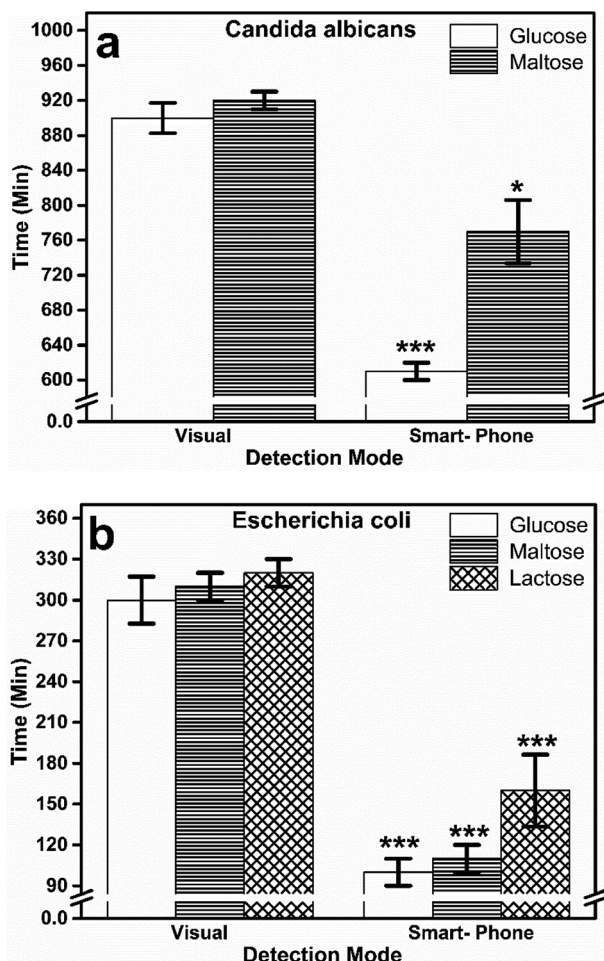 a
Candida albicans
Glucose
Maltose
Time (Min)
1000
960
920
880
840
800
760
720
680
640
600
0.0
*
***
Visual
Smart- Phone
Detection Mode
b
Escherichia coli
Glucose
Maltose
Lactose
Time (Min)
360
330
300
270
240
210
180
150
120
90
0.0
***
***
***
Visual
Smart- Phone
Detection Mode